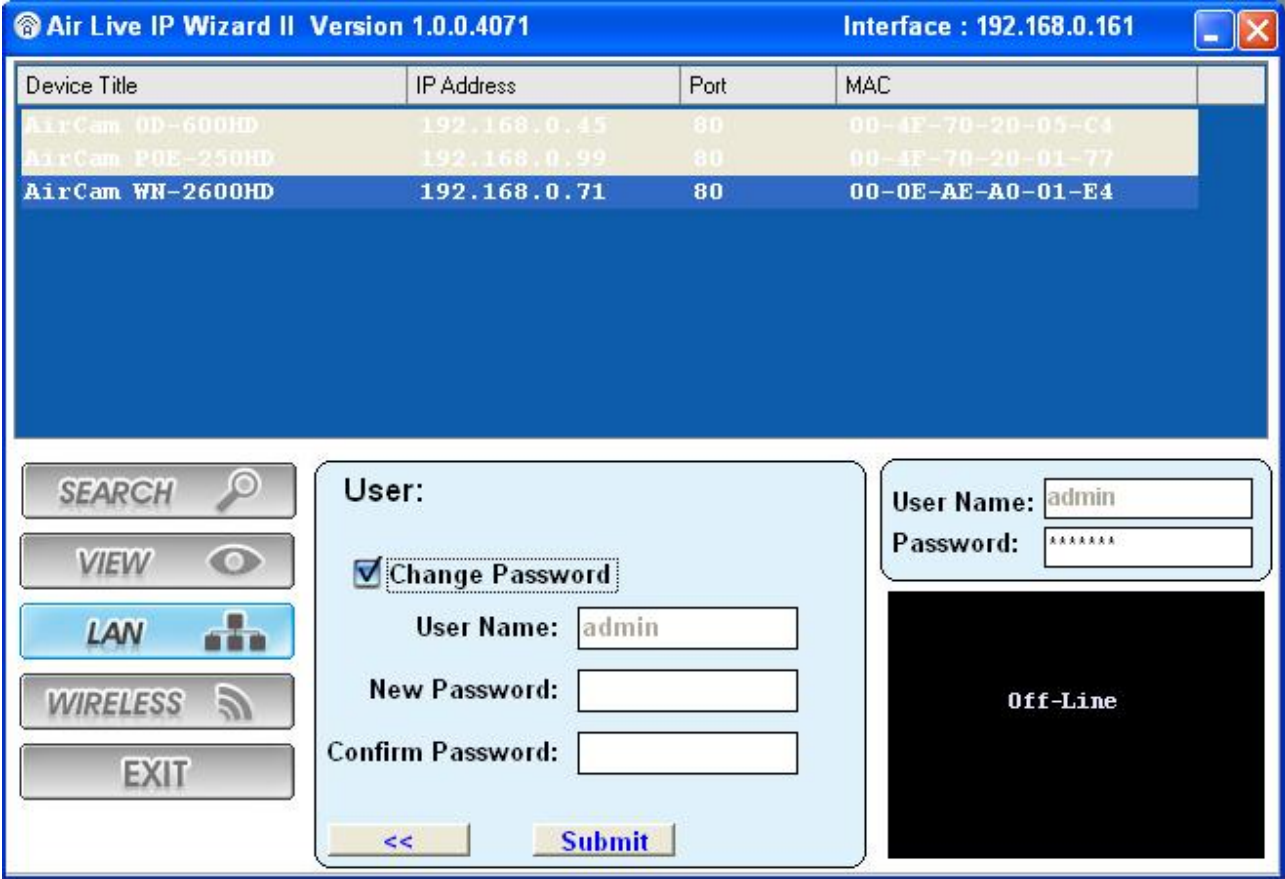 Air Live IP Wizard II Version 1.0.0.4071 Interface : 192.168.0.161
Device Title IP Address Port MAC
AirCam OD-600HD 192.168.0.45 80 00-4F-70-20-05-C4
AirCam POE-250HD 192.168.0.99 80 00-4F-70-20-01-77
AirCam WN-2600HD 192.168.0.71 80 00-0E-AE-A0-01-E4
SEARCH
VIEW
LAN
WIRELESS
EXIT
User:
Change Password
User Name: admin
New Password:
Confirm Password:
<< Submit
User Name: admin
Password: *******
Off-Line